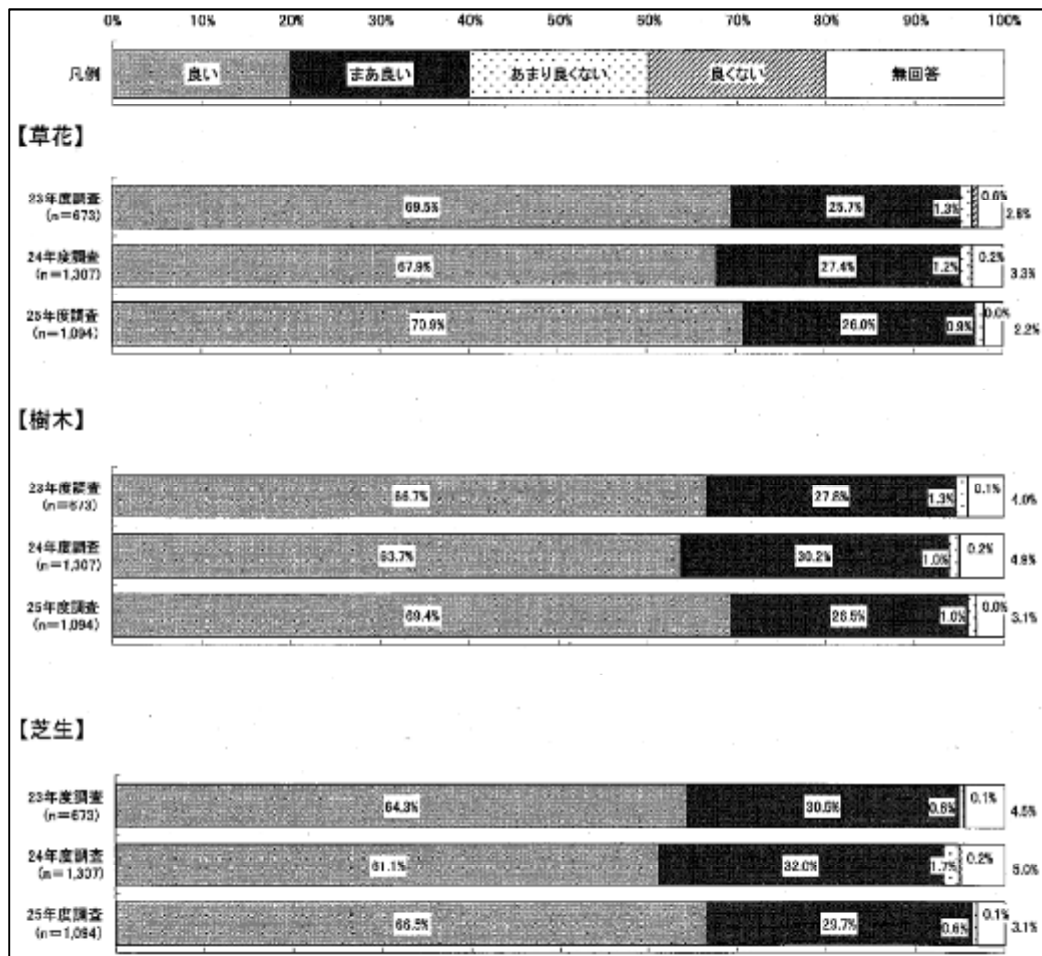 0% 10% 20% 30% 40% 50% 60% 70% 80% 90% 100%
凡例 良い まあ良い あまり良くない 良くない 無回答
【草花】
23年度調査
(n=673)
69.5% 25.7% 1.3% 0.6% 2.8%
24年度調査
(n=1,307)
67.9% 27.4% 1.2% 0.2% 3.3%
25年度調査
(n=1,094)
70.9% 26.0% 0.9% 0.0% 2.2%
【樹木】
23年度調査
(n=673)
66.7% 27.8% 1.3% 0.1% 4.0%
24年度調査
(n=1,307)
63.7% 30.2% 1.0% 0.2% 4.9%
25年度調査
(n=1,094)
69.4% 26.5% 1.0% 0.0% 3.1%
【芝生】
23年度調査
(n=673)
64.3% 30.5% 0.6% 0.1% 4.5%
24年度調査
(n=1,307)
61.1% 32.0% 1.7% 0.2% 5.0%
25年度調査
(n=1,094)
66.5% 29.7% 0.6% 0.1% 3.1%